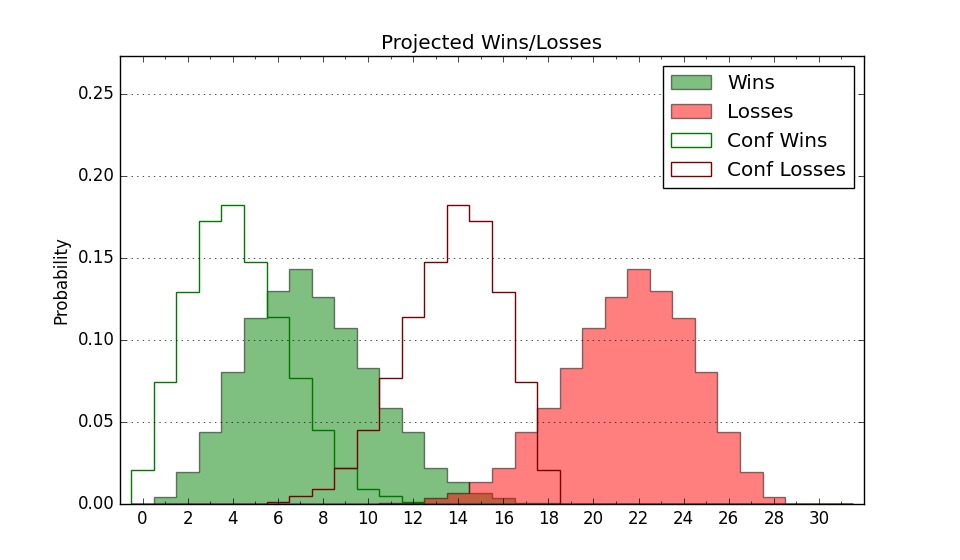 Projected Wins/Losses
Wins
Losses
Conf Wins
Conf Losses
Probability
0.25
0.20
0.15
0.10
0.05
0.00
0 2 4 6 8 10 12 14 16 18 20 22 24 26 28 30